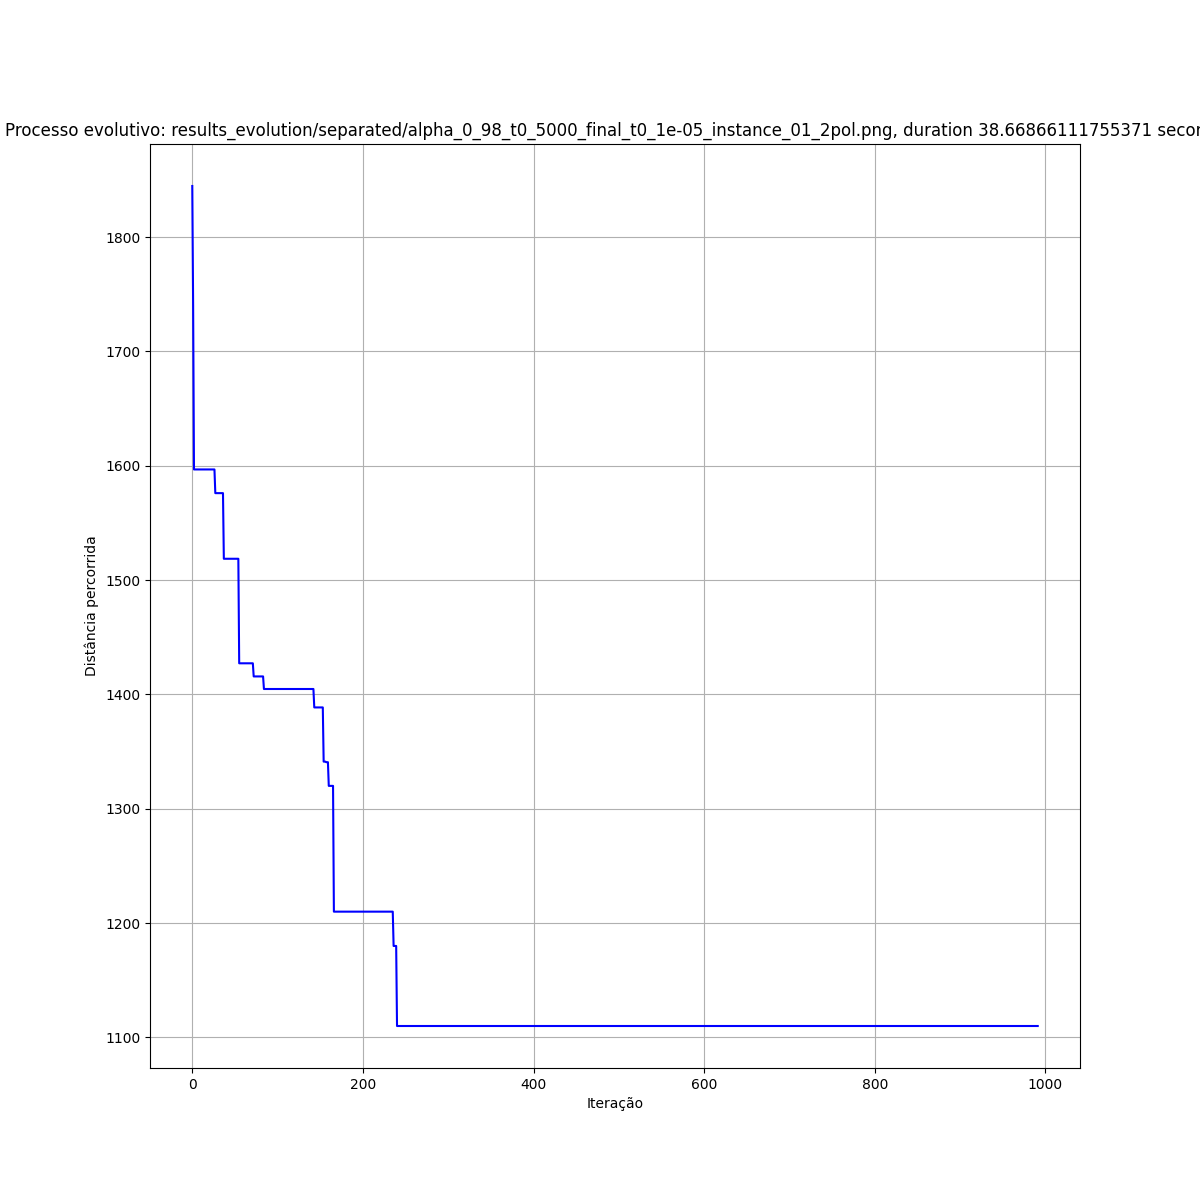 Processo evolutivo: results_evolution/separated/alpha_0_98_t0_5000_final_t0_1e-05_instance_01_2pol.png, duration 38.66866111755371 secon
1800
1700
1600
1500
1400
1300
1200
1100
Distância percorrida
0 200 400 600 800 1000
Iteração